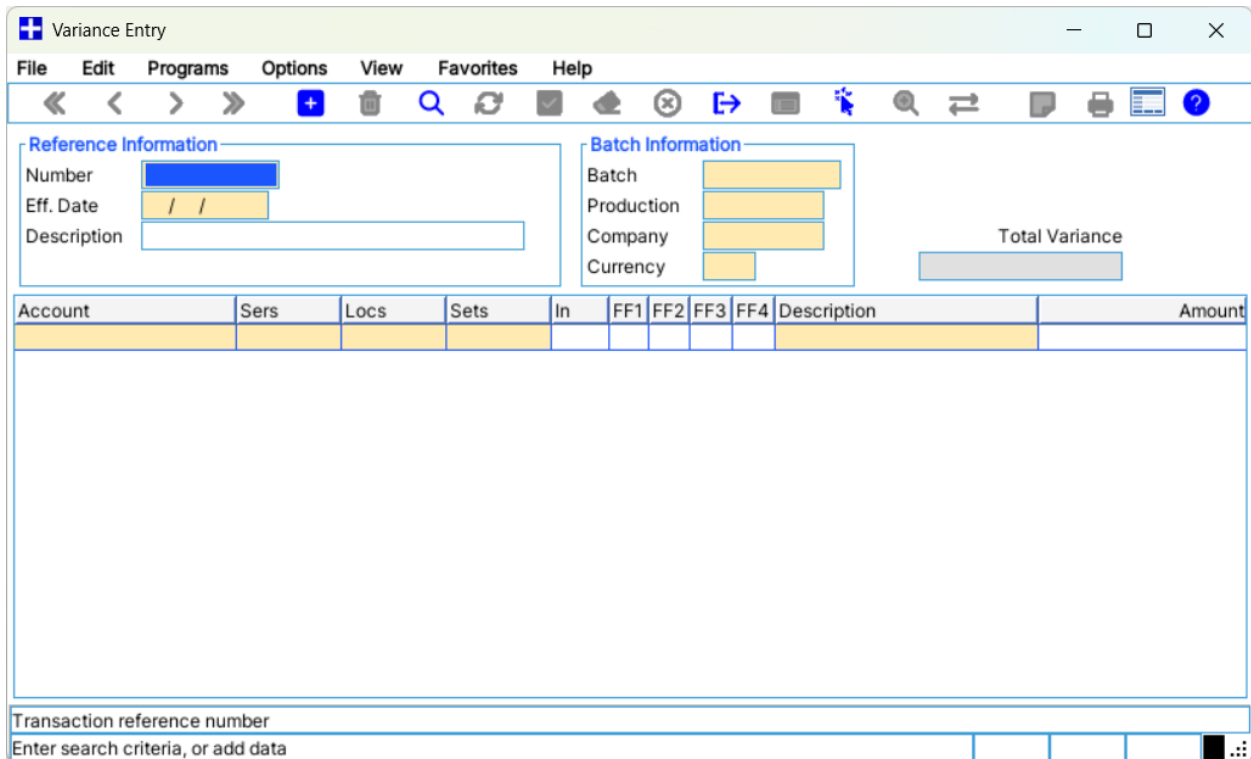 Variance Entry
File Edit Programs Options View Favorites Help
Reference Information
Number
Eff. Date / /
Description
Batch Information
Batch
Production
Company
Currency
Total Variance
Account Sers Locs Sets In FF1 FF2 FF3 FF4 Description Amount
Transaction reference number
Enter search criteria, or add data